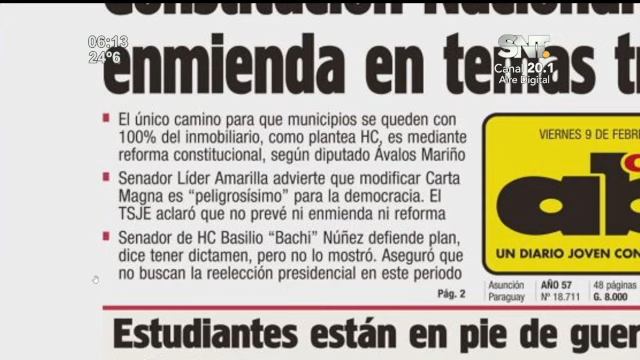 Constitución Nacional
enmienda en temas
06:13
24°6
SNT
Canal 20.1
Aire Digital
El único camino para que municipios se queden con
100% del inmobiliario, como plantea HC, es mediante
reforma constitucional, según diputado Ávalos Mariño
Senador Líder Amarilla advierte que modificar Carta
Magna es “peligrosísimo” para la democracia. El
TSJE aclaró que no prevé ni enmienda ni reforma
Senador de HC Basilio “Bachi” Núñez defiende plan,
dice tener dictamen, pero no lo mostró. Aseguró que
no buscan la reelección presidencial en este periodo
Pág. 2
VIERNES 9 DE FEBR
ab
UN DIARIO JOVEN CON
Asunción
Paraguay
AÑO 57
N° 18.711
48 páginas
G. 8.000
Estudiantes están en pie de guer